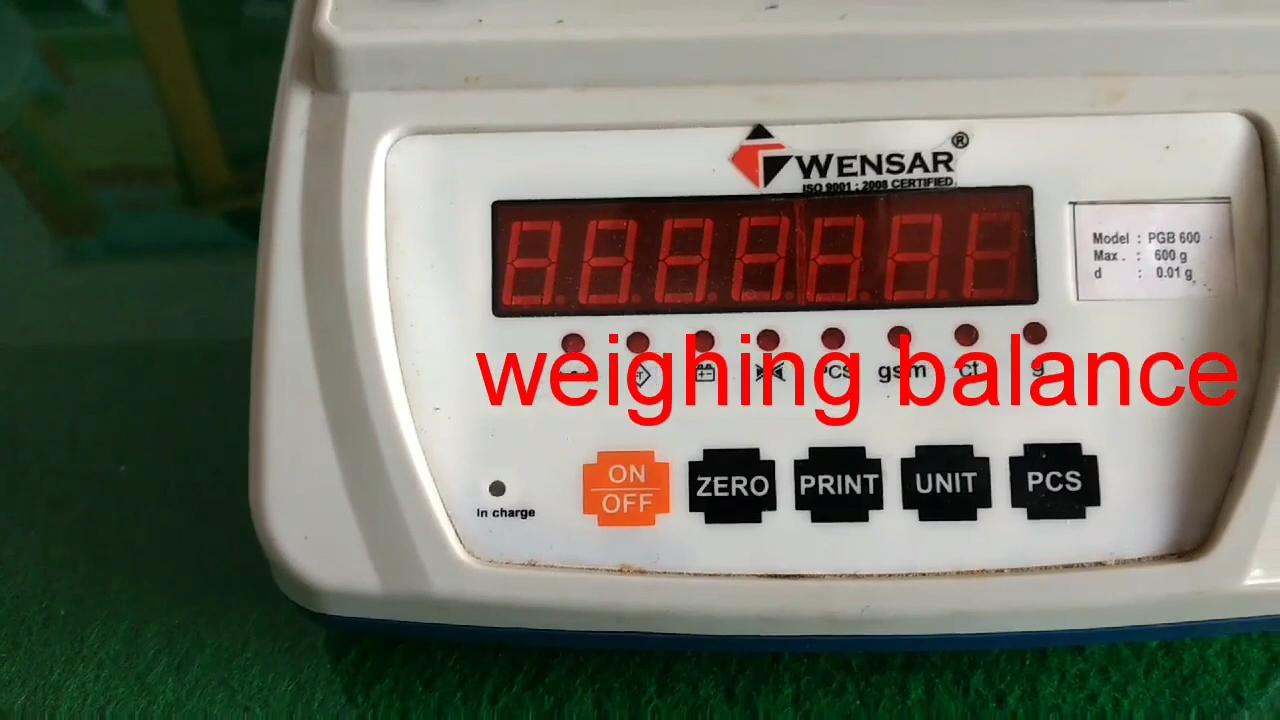 WENSAR ®
ISO 9001 : 2008 CERTIFIED
Model : PGB 600
Max. : 600 g
d : 0.01 g
PCS gsm ct g
weighing balance
ON
OFF
ZERO
PRINT
UNIT
PCS
In charge